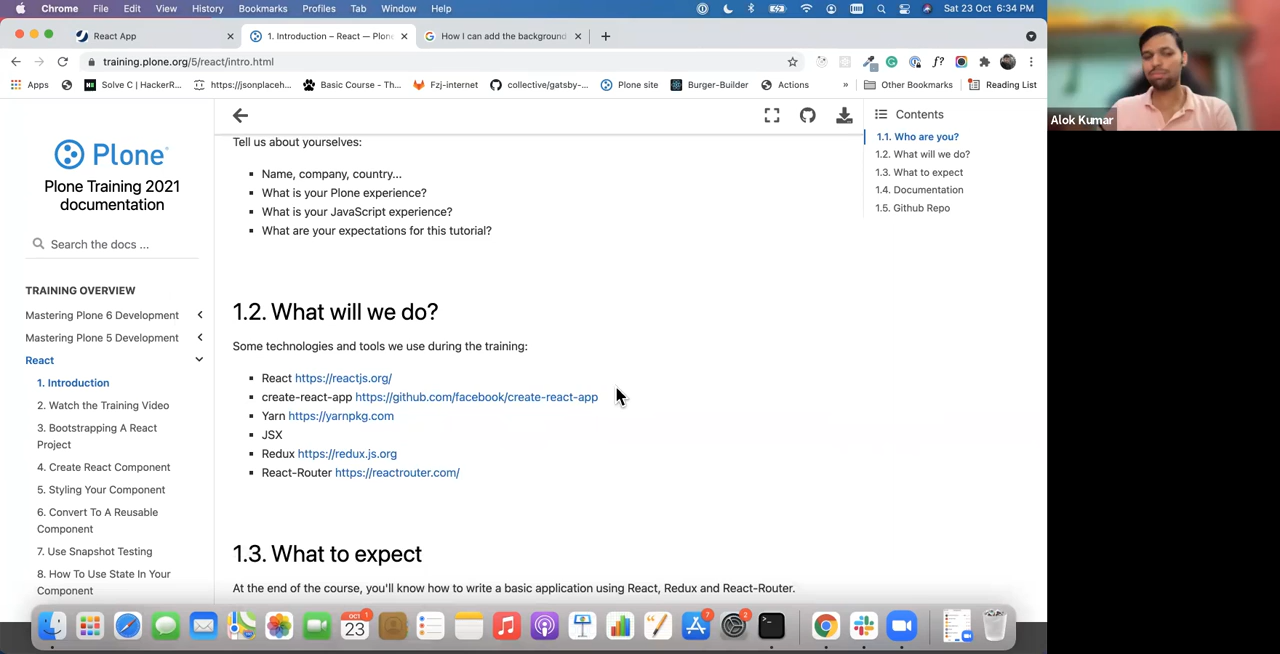 Chrome File Edit View History Bookmarks Profiles Tab Window Help Sat 23 Oct 6:34 PM
React App
1. Introduction – React — Plon
How I can add the background
training.plone.org/5/react/intro.html
Apps
Solve C | HackerR...
https://jsonplaceh...
Basic Course - Th...
Fzj-internet
collective/gatsby-...
Plone site
Burger-Builder
Actions
»
Other Bookmarks
Reading List
Alok Kumar
Plone
Plone Training 2021
documentation
Search the docs ...
TRAINING OVERVIEW
Mastering Plone 6 Development
Mastering Plone 5 Development
React
1. Introduction
2. Watch the Training Video
3. Bootstrapping A React
Project
4. Create React Component
5. Styling Your Component
6. Convert To A Reusable
Component
7. Use Snapshot Testing
8. How To Use State In Your
Component
Tell us about yourselves:
Name, company, country...
What is your Plone experience?
What is your JavaScript experience?
What are your expectations for this tutorial?
1.2. What will we do?
Some technologies and tools we use during the training:
React https://reactjs.org/
create-react-app https://github.com/facebook/create-react-app
Yarn https://yarnpkg.com
JSX
Redux https://redux.js.org
React-Router https://reactrouter.com/
1.3. What to expect
At the end of the course, you'll know how to write a basic application using React, Redux and React-Router.
Contents
1.1. Who are you?
1.2. What will we do?
1.3. What to expect
1.4. Documentation
1.5. Github Repo
OCT
23
1
7
2